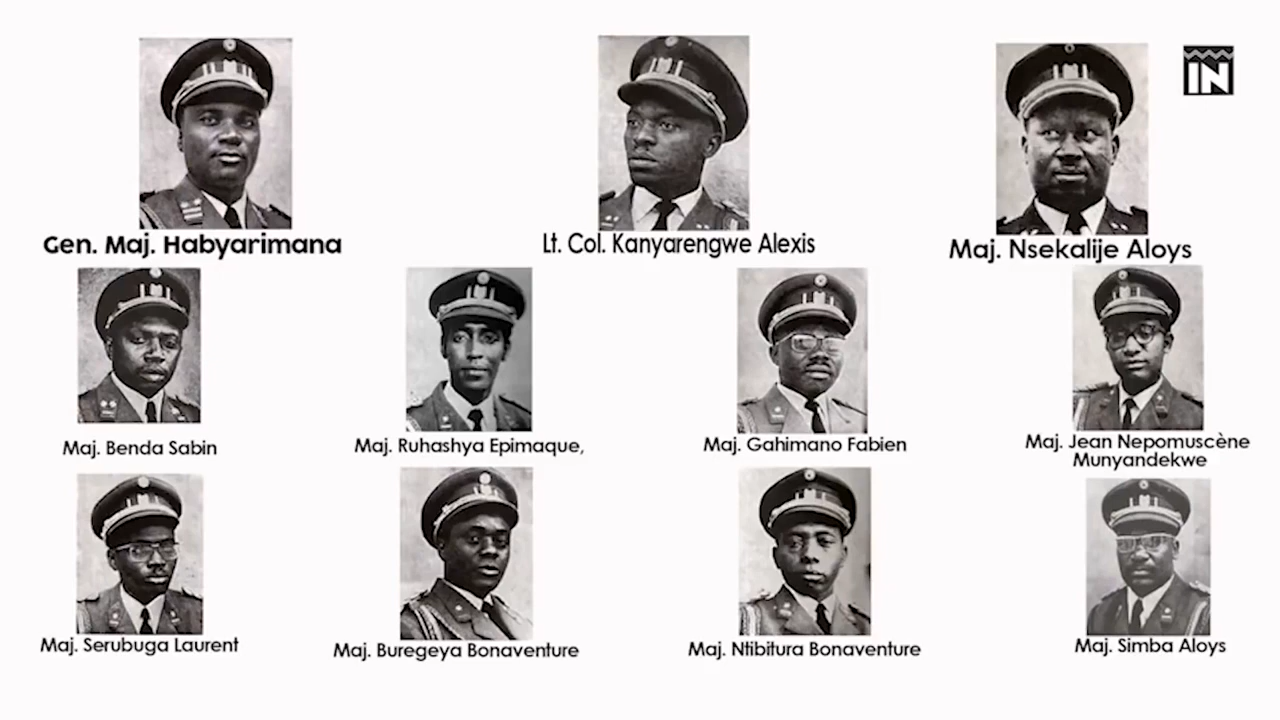 IN
Gen. Maj. Habyarimana
Lt. Col. Kanyarengwe Alexis
Maj. Nsekalije Aloys
Maj. Benda Sabin
Maj. Ruhashya Epimaque,
Maj. Gahimano Fabien
Maj. Jean Nepomuscène
Munyandekwe
Maj. Serubuga Laurent
Maj. Buregeya Bonaventure
Maj. Ntibitura Bonaventure
Maj. Simba Aloys